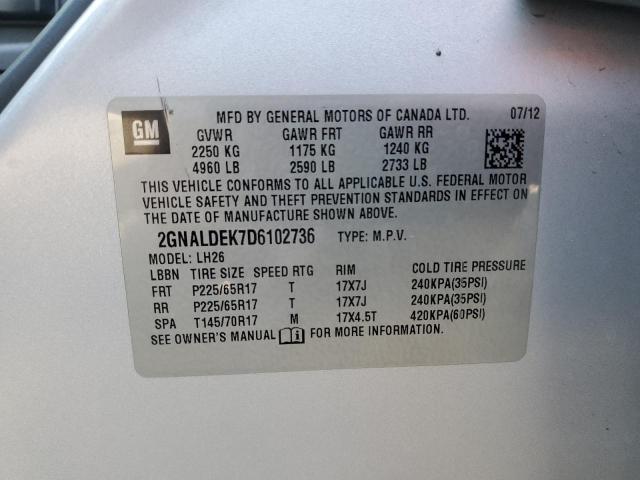 GM
MFD BY GENERAL MOTORS OF CANADA LTD. 07/12
GVWR GAWR FRT GAWR RR
2250 KG 1175 KG 1240 KG
4960 LB 2590 LB 2733 LB
THIS VEHICLE CONFORMS TO ALL APPLICABLE U.S. FEDERAL MOTOR
VEHICLE SAFETY AND THEFT PREVENTION STANDARDS IN EFFECT ON
THE DATE OF MANUFACTURE SHOWN ABOVE.
2GNALDEK7D6102736 TYPE: M.P.V.
MODEL: LH26
LBBN TIRE SIZE SPEED RTG RIM COLD TIRE PRESSURE
FRT P225/65R17 T 17X7J 240KPA(35PSI)
RR P225/65R17 T 17X7J 240KPA(35PSI)
SPA T145/70R17 M 17X4.5T 420KPA(60PSI)
SEE OWNER'S MANUAL FOR MORE INFORMATION.